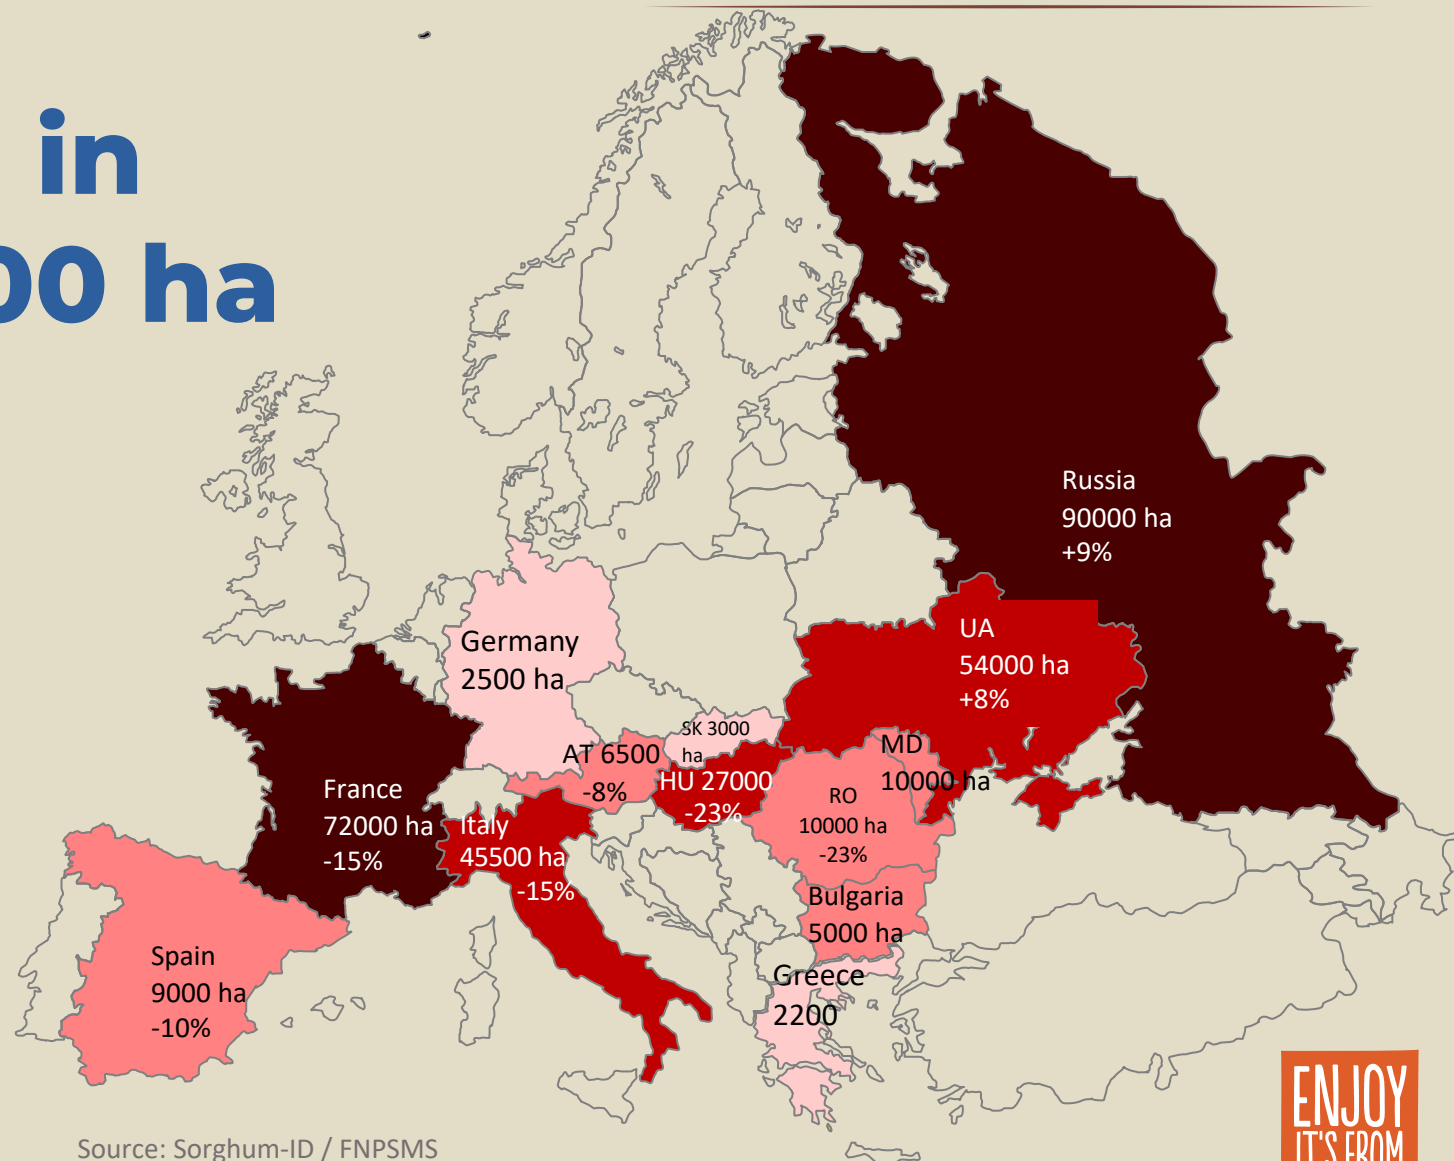 in
00 ha
Russia
90000 ha
+9%
UA
54000 ha
+8%
Germany
2500 ha
SK 3000
ha
AT 6500
-8%
HU 27000
-23%
MD
10000 ha
RO
10000 ha
-23%
France
72000 ha
-15%
Italy
45500 ha
-15%
Bulgaria
5000 ha
Spain
9000 ha
-10%
Greece
2200
Source: Sorghum-ID / FNPSMS
ENJOY
IT'S FROM